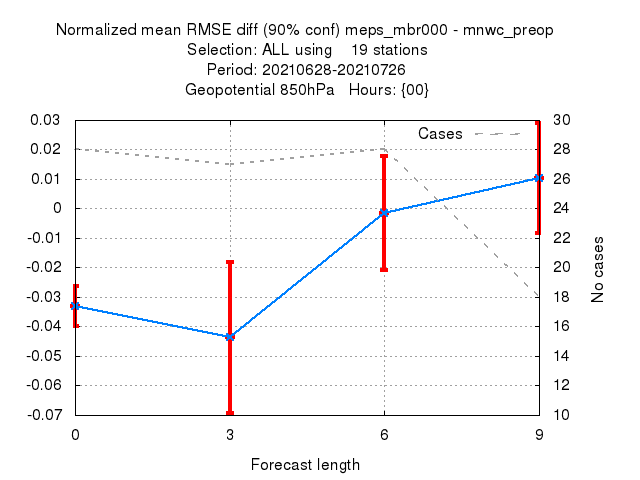 Normalized mean RMSE diff (90% conf) meps_mbr000 - mnwc_preop
Selection: ALL using    19 stations
Period: 20210628-20210726
Geopotential 850hPa   Hours: {00}
Cases
0.03
0.02
0.01
0
-0.01
-0.02
-0.03
-0.04
-0.05
-0.06
-0.07
30
28
26
24
22
20
18
16
14
12
10
No cases
0 3 6 9
Forecast length